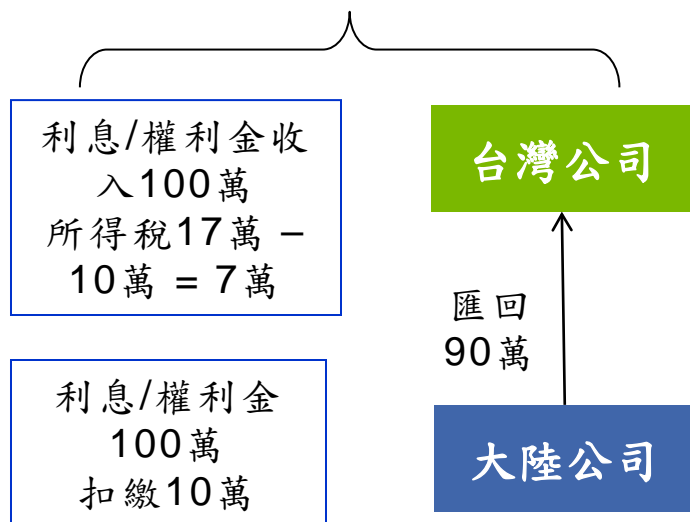 利息/權利金收
入100萬
所得稅17萬 –
10萬 = 7萬
台灣公司
匯回
90萬
利息/權利金
100萬
扣繳10萬
大陸公司